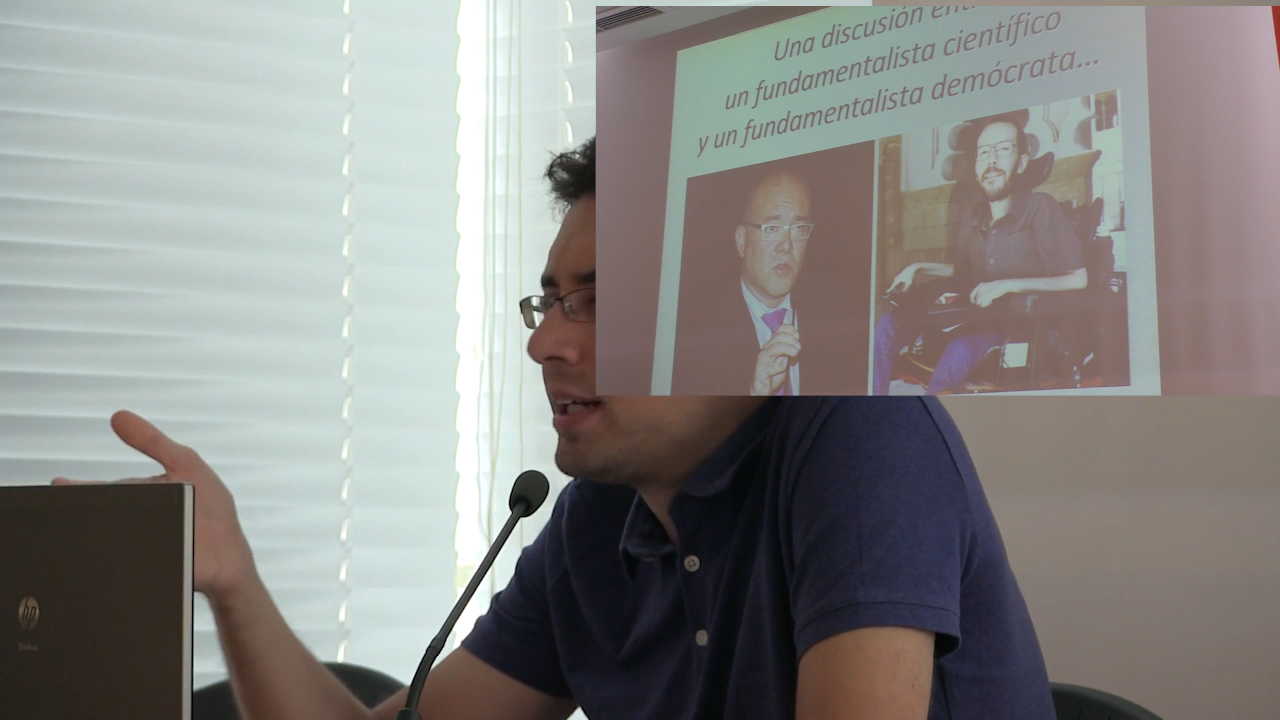 Una discusión
un fundamentalista científico
y un fundamentalista demócrata...
hp